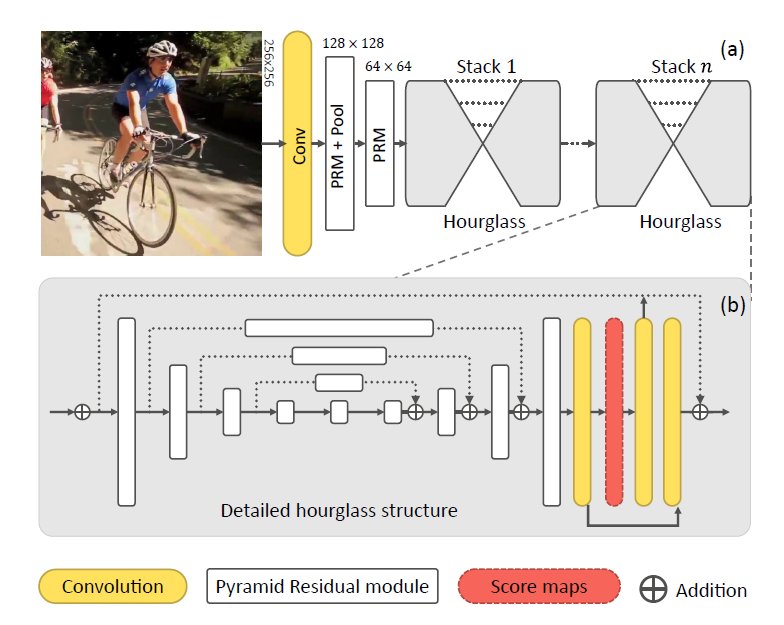 (a)
256x256
128 × 128
64 × 64
Conv
PRM + Pool
PRM
Stack 1
Stack n
Hourglass
Hourglass
(b)
Detailed hourglass structure
Convolution
Pyramid Residual module
Score maps
Addition